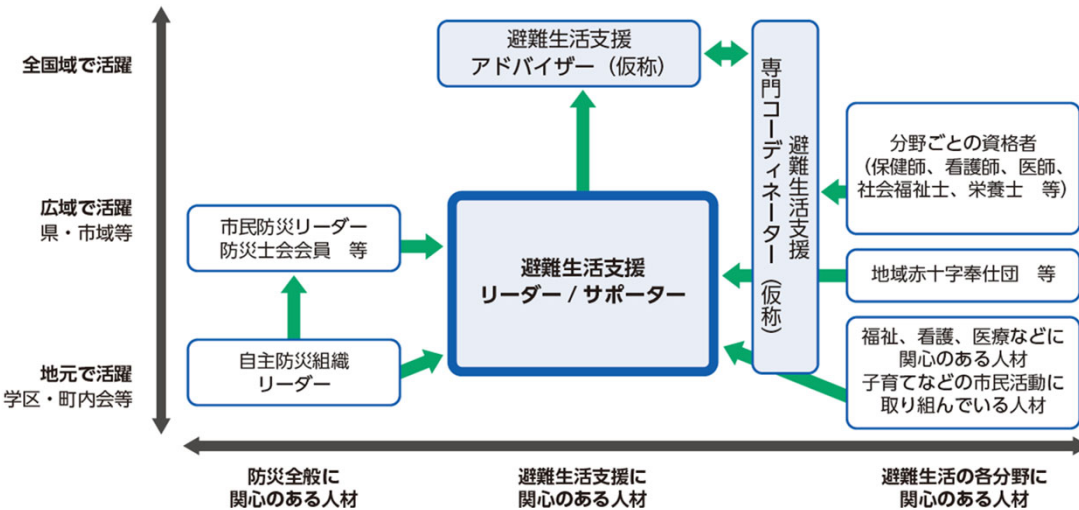 全国域で活躍
広域で活躍
県・市域等
地元で活躍
学区・町内会等
避難生活支援
アドバイザー（仮称）
避難生活支援
専門コーディネーター（仮称）
分野ごとの資格者
（保健師、看護師、医師、
社会福祉士、栄養士　等）
市民防災リーダー
防災士会会員　等
避難生活支援
リーダー / サポーター
地域赤十字奉仕団　等
自主防災組織
リーダー
福祉、看護、医療などに
関心のある人材
子育てなどの市民活動に
取り組んでいる人材
防災全般に
関心のある人材
避難生活支援に
関心のある人材
避難生活の各分野に
関心のある人材